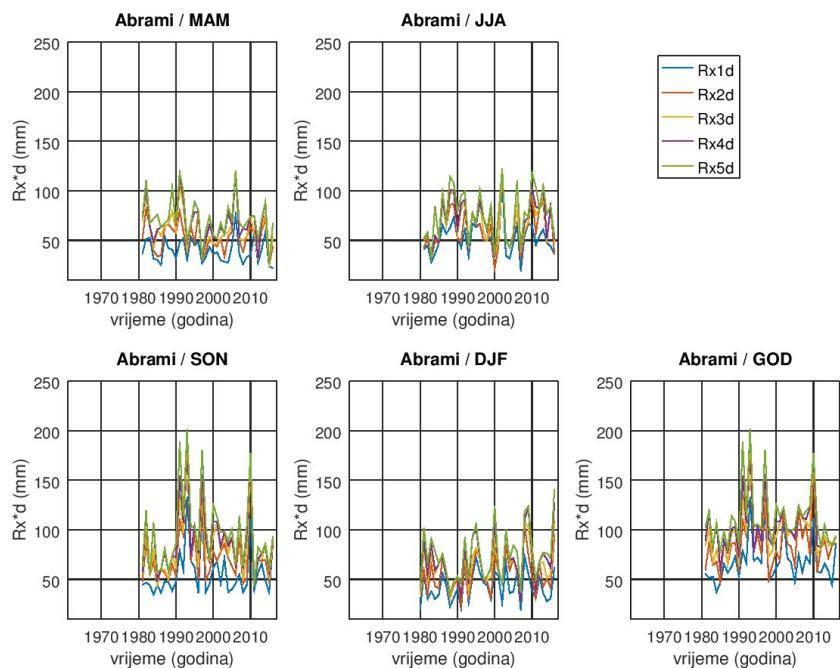 Abrami / MAM
250
200
150
100
50
Rx*d (mm)
1970 1980 1990 2000 2010
vrijeme (godina)
Abrami / JJA
250
200
150
100
50
Rx*d (mm)
1970 1980 1990 2000 2010
vrijeme (godina)
Rx1d
Rx2d
Rx3d
Rx4d
Rx5d
Abrami / SON
250
200
150
100
50
Rx*d (mm)
1970 1980 1990 2000 2010
vrijeme (godina)
Abrami / DJF
250
200
150
100
50
Rx*d (mm)
1970 1980 1990 2000 2010
vrijeme (godina)
Abrami / GOD
250
200
150
100
50
Rx*d (mm)
1970 1980 1990 2000 2010
vrijeme (godina)